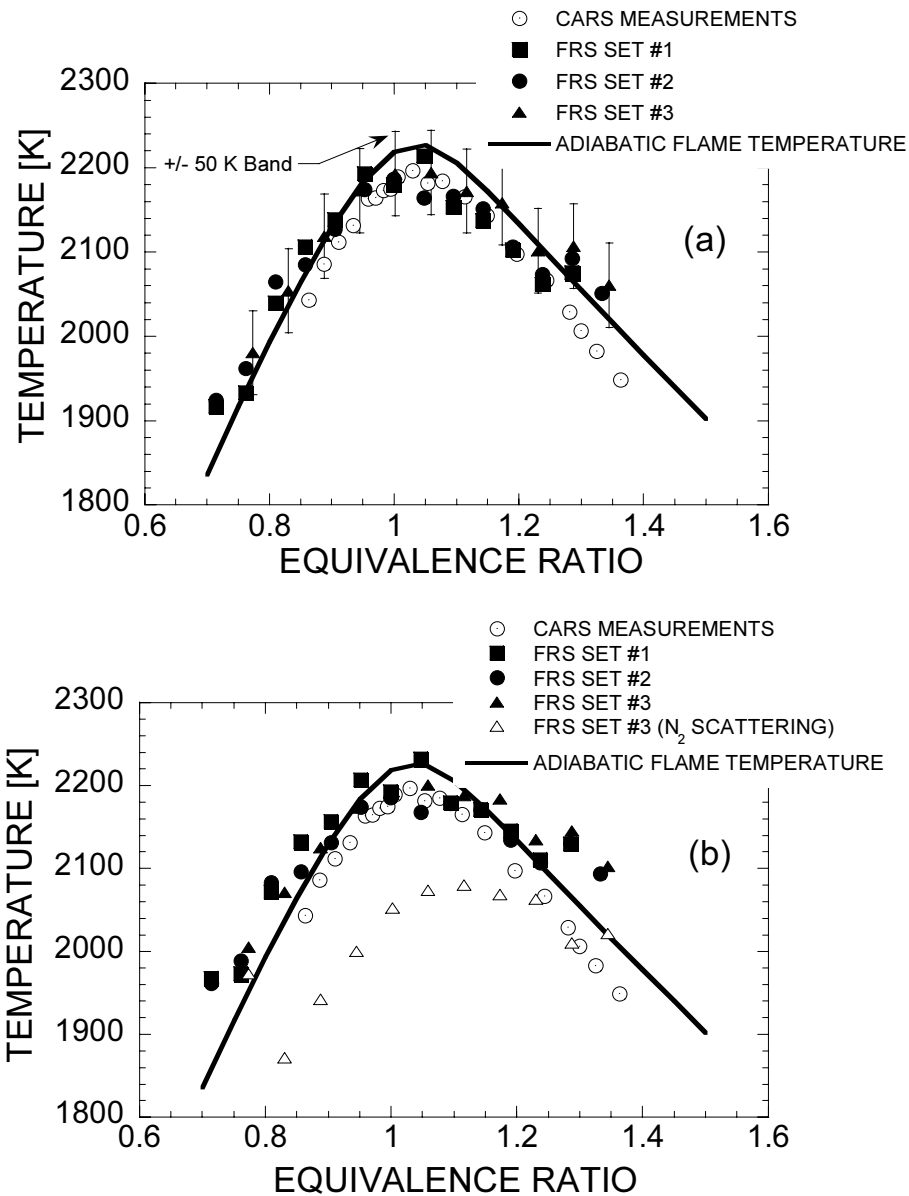 CARS MEASUREMENTS
FRS SET #1
FRS SET #2
FRS SET #3
ADIABATIC FLAME TEMPERATURE
+/- 50 K Band
(a)
TEMPERATURE [K]
2300
2200
2100
2000
1900
1800
0.6 0.8 1 1.2 1.4 1.6
EQUIVALENCE RATIO
CARS MEASUREMENTS
FRS SET #1
FRS SET #2
FRS SET #3
FRS SET #3 (N₂ SCATTERING)
ADIABATIC FLAME TEMPERATURE
(b)
TEMPERATURE [K]
2300
2200
2100
2000
1900
1800
0.6 0.8 1 1.2 1.4 1.6
EQUIVALENCE RATIO